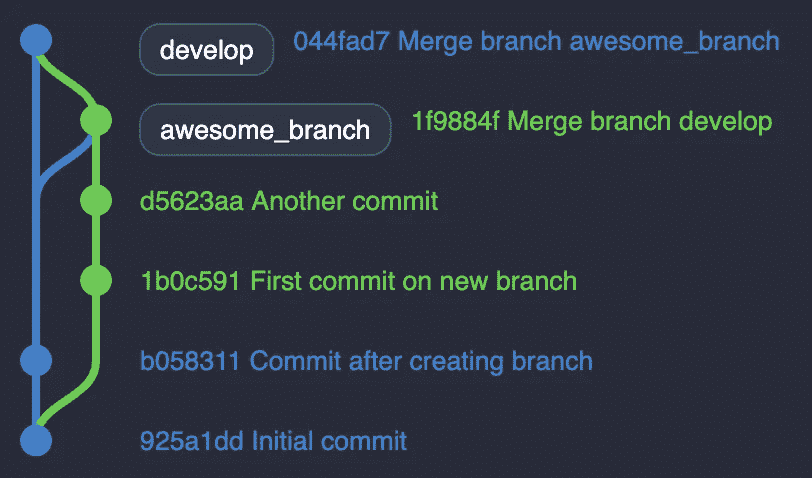 develop 044fad7 Merge branch awesome_branch
awesome_branch 1f9884f Merge branch develop
d5623aa Another commit
1b0c591 First commit on new branch
b058311 Commit after creating branch
925a1dd Initial commit